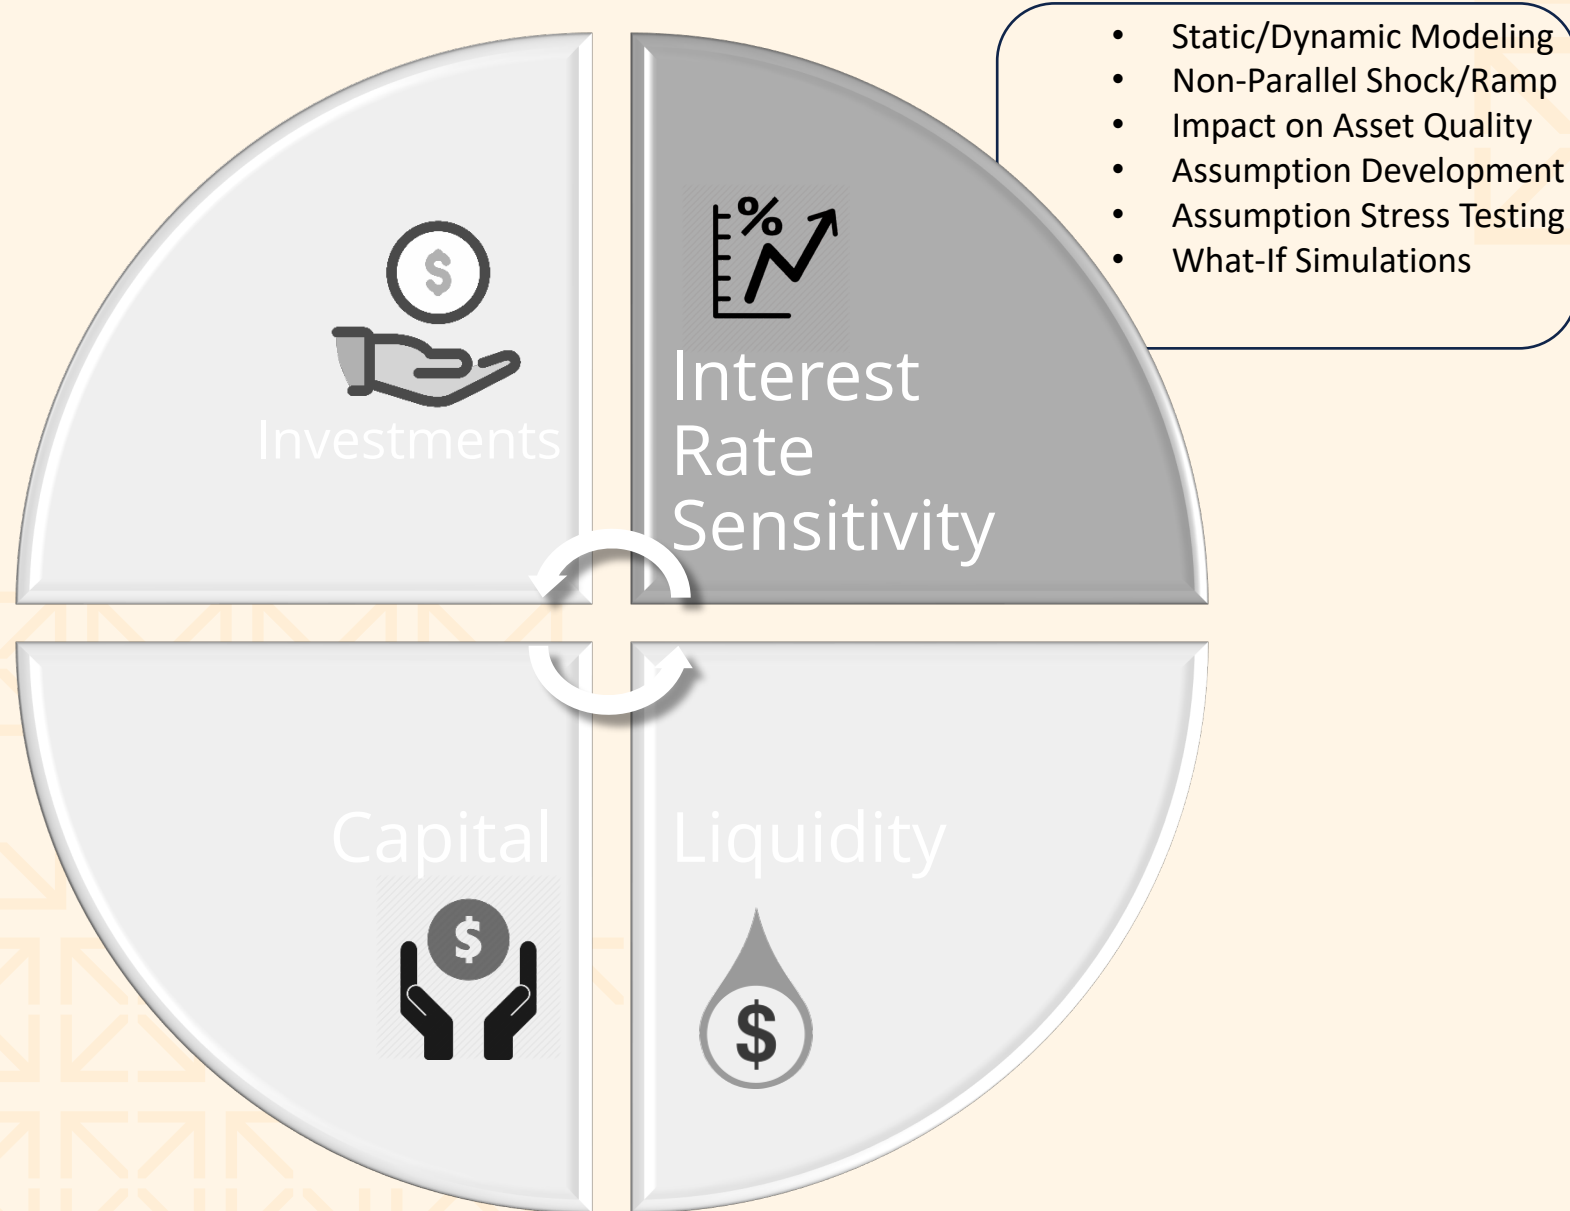 Investments
Interest
Rate
Sensitivity
• Static/Dynamic Modeling
• Non-Parallel Shock/Ramp
• Impact on Asset Quality
• Assumption Development
• Assumption Stress Testing
• What-If Simulations
Capital
Liquidity
%
$
$
$